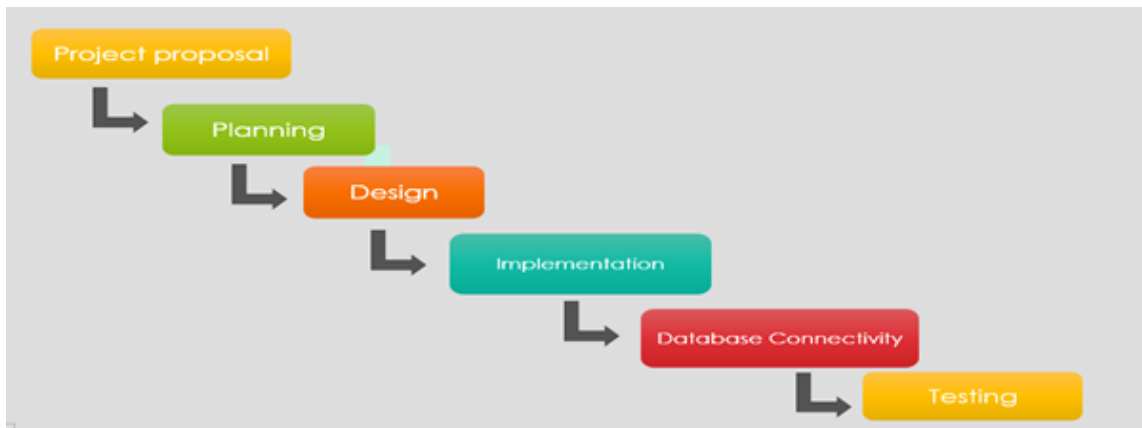 Project proposal
Planning
Design
Implementation
Database Connectivity
Testing